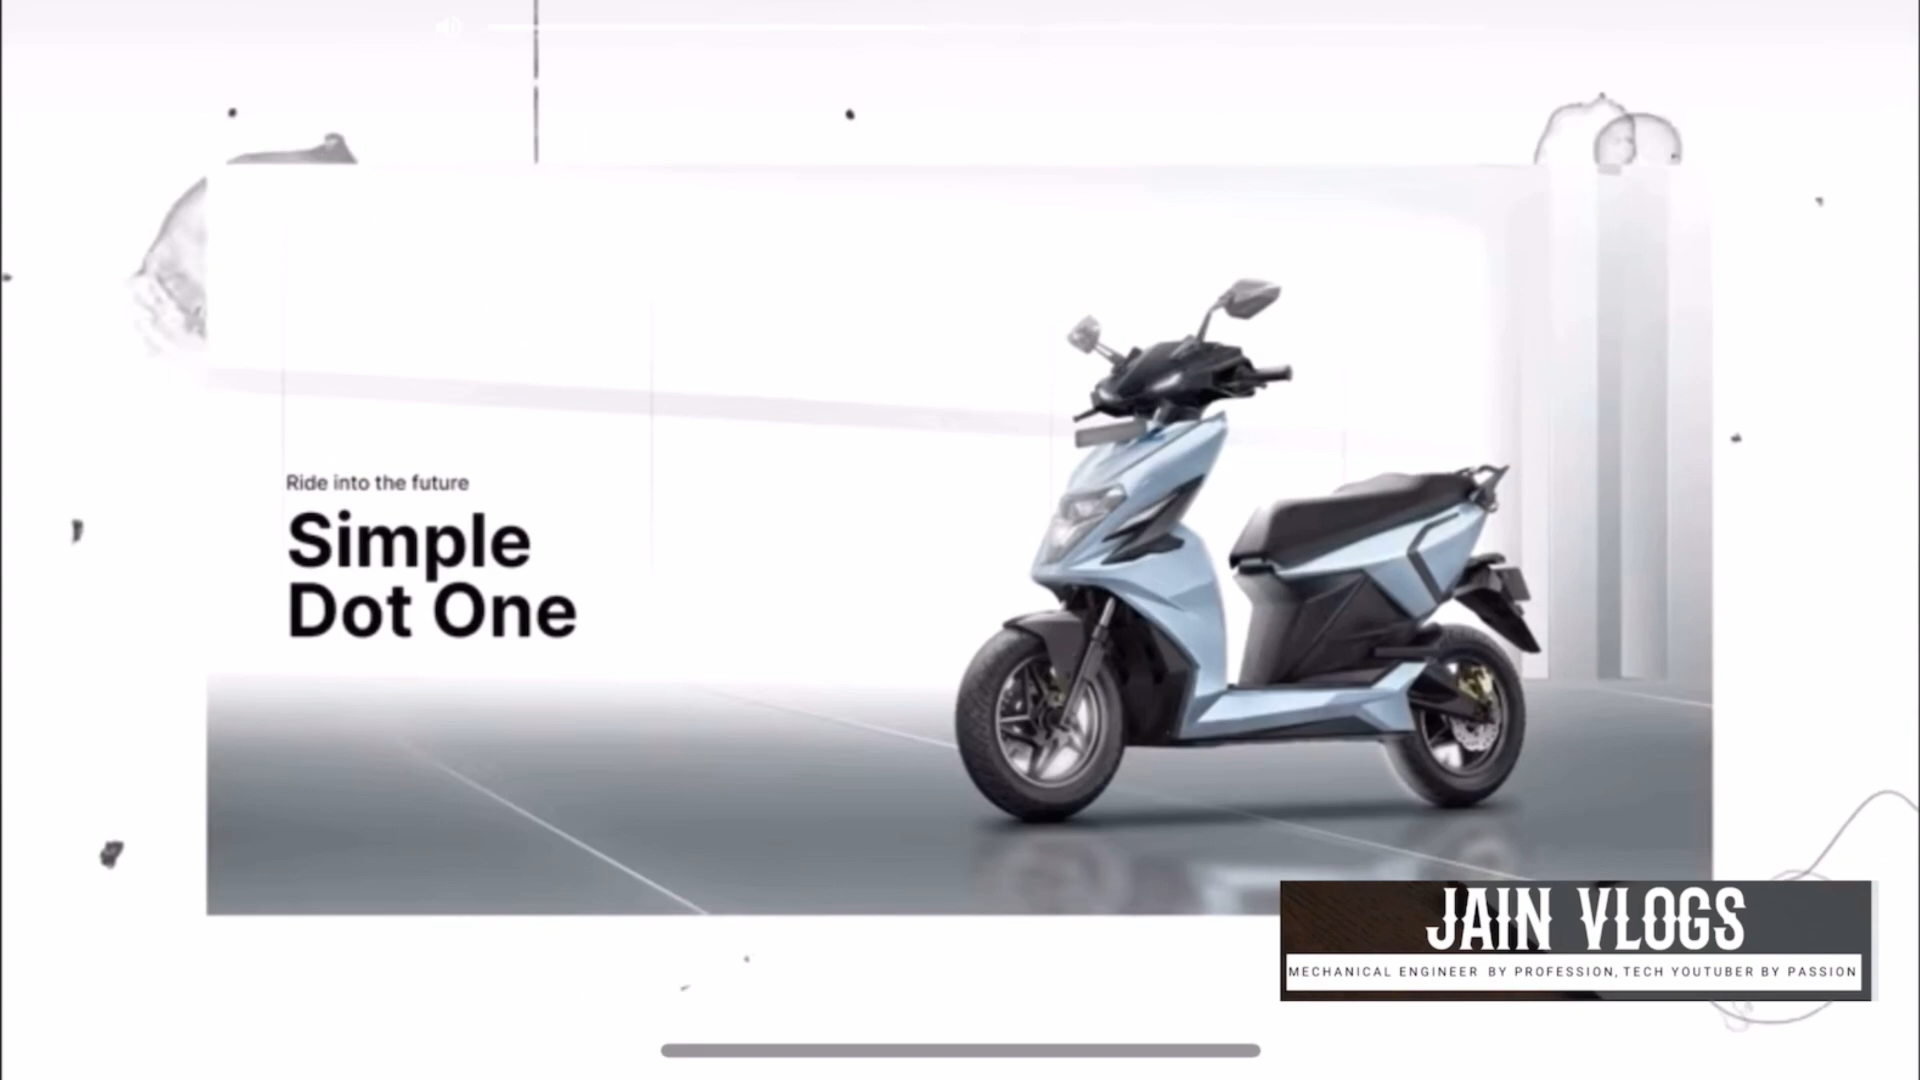 Ride into the future
Simple
Dot One
JAIN VLOGS
MECHANICAL ENGINEER BY PROFESSION, TECH YOUTUBER BY PASSION